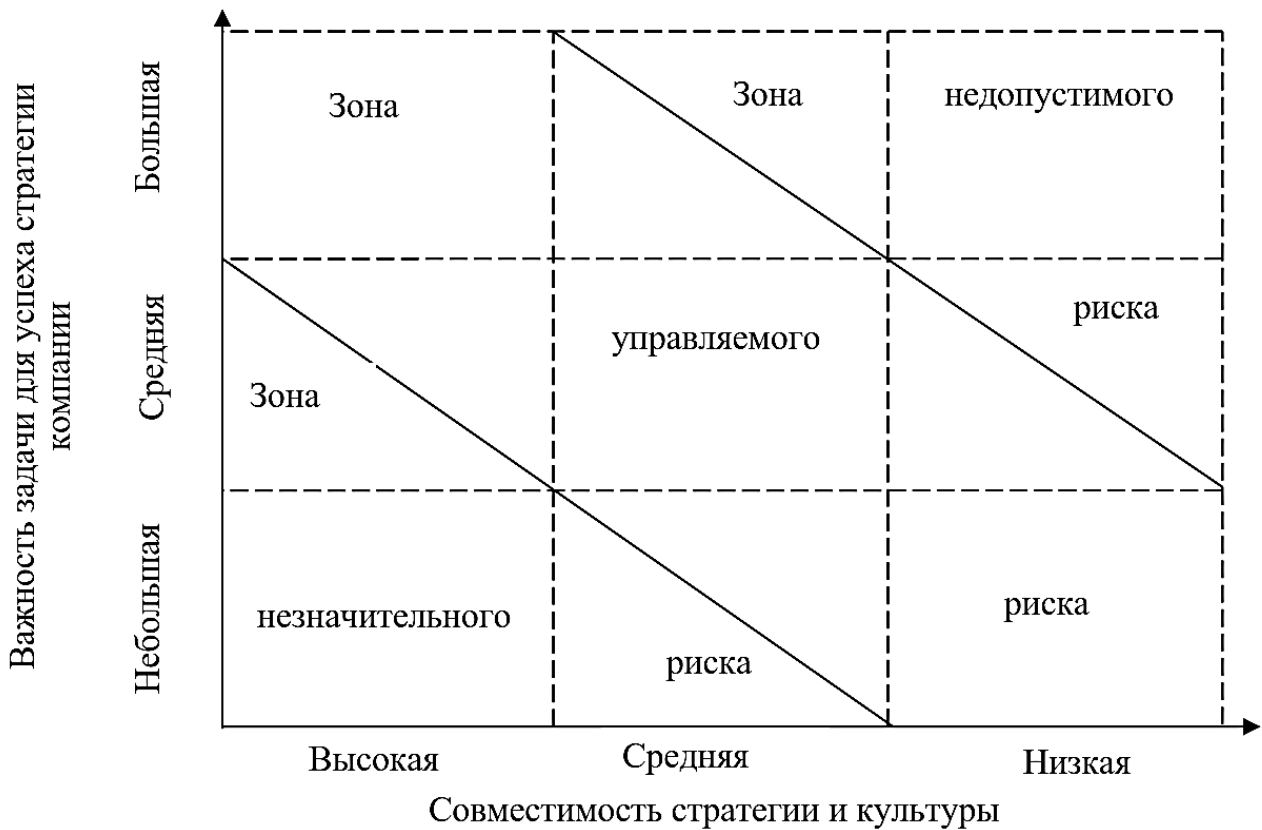 Важность задачи для успеха стратегии
компании
Большая
Средняя
Небольшая
Зона
Зона
недопустимого
риска
управляемого
Зона
незначительного
риска
риска
Высокая
Средняя
Низкая
Совместимость стратегии и культуры